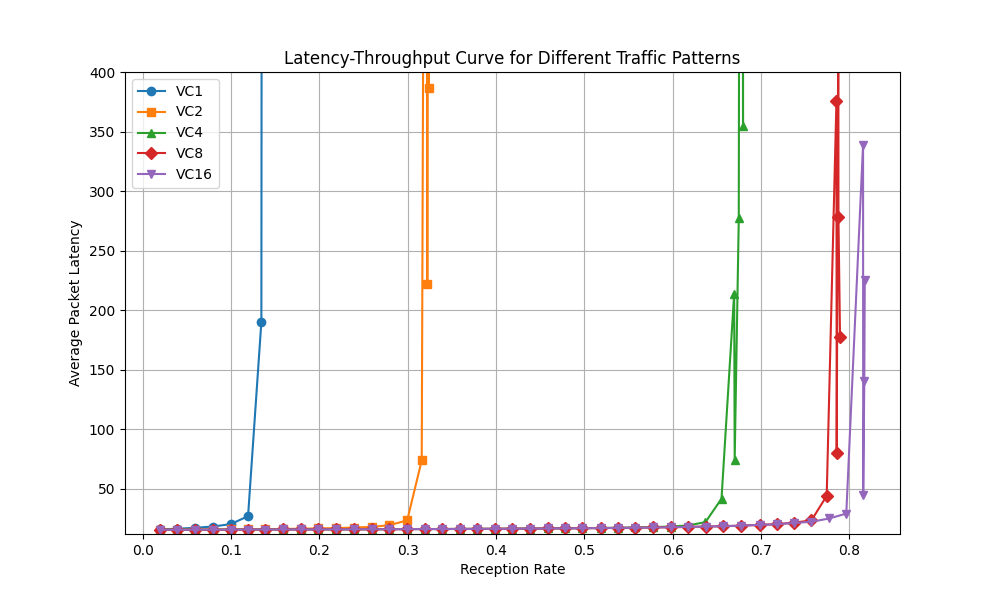 Latency-Throughput Curve for Different Traffic Patterns
400
350
300
250
200
150
100
50
Average Packet Latency
VC1
VC2
VC4
VC8
VC16
0.0 0.1 0.2 0.3 0.4 0.5 0.6 0.7 0.8
Reception Rate